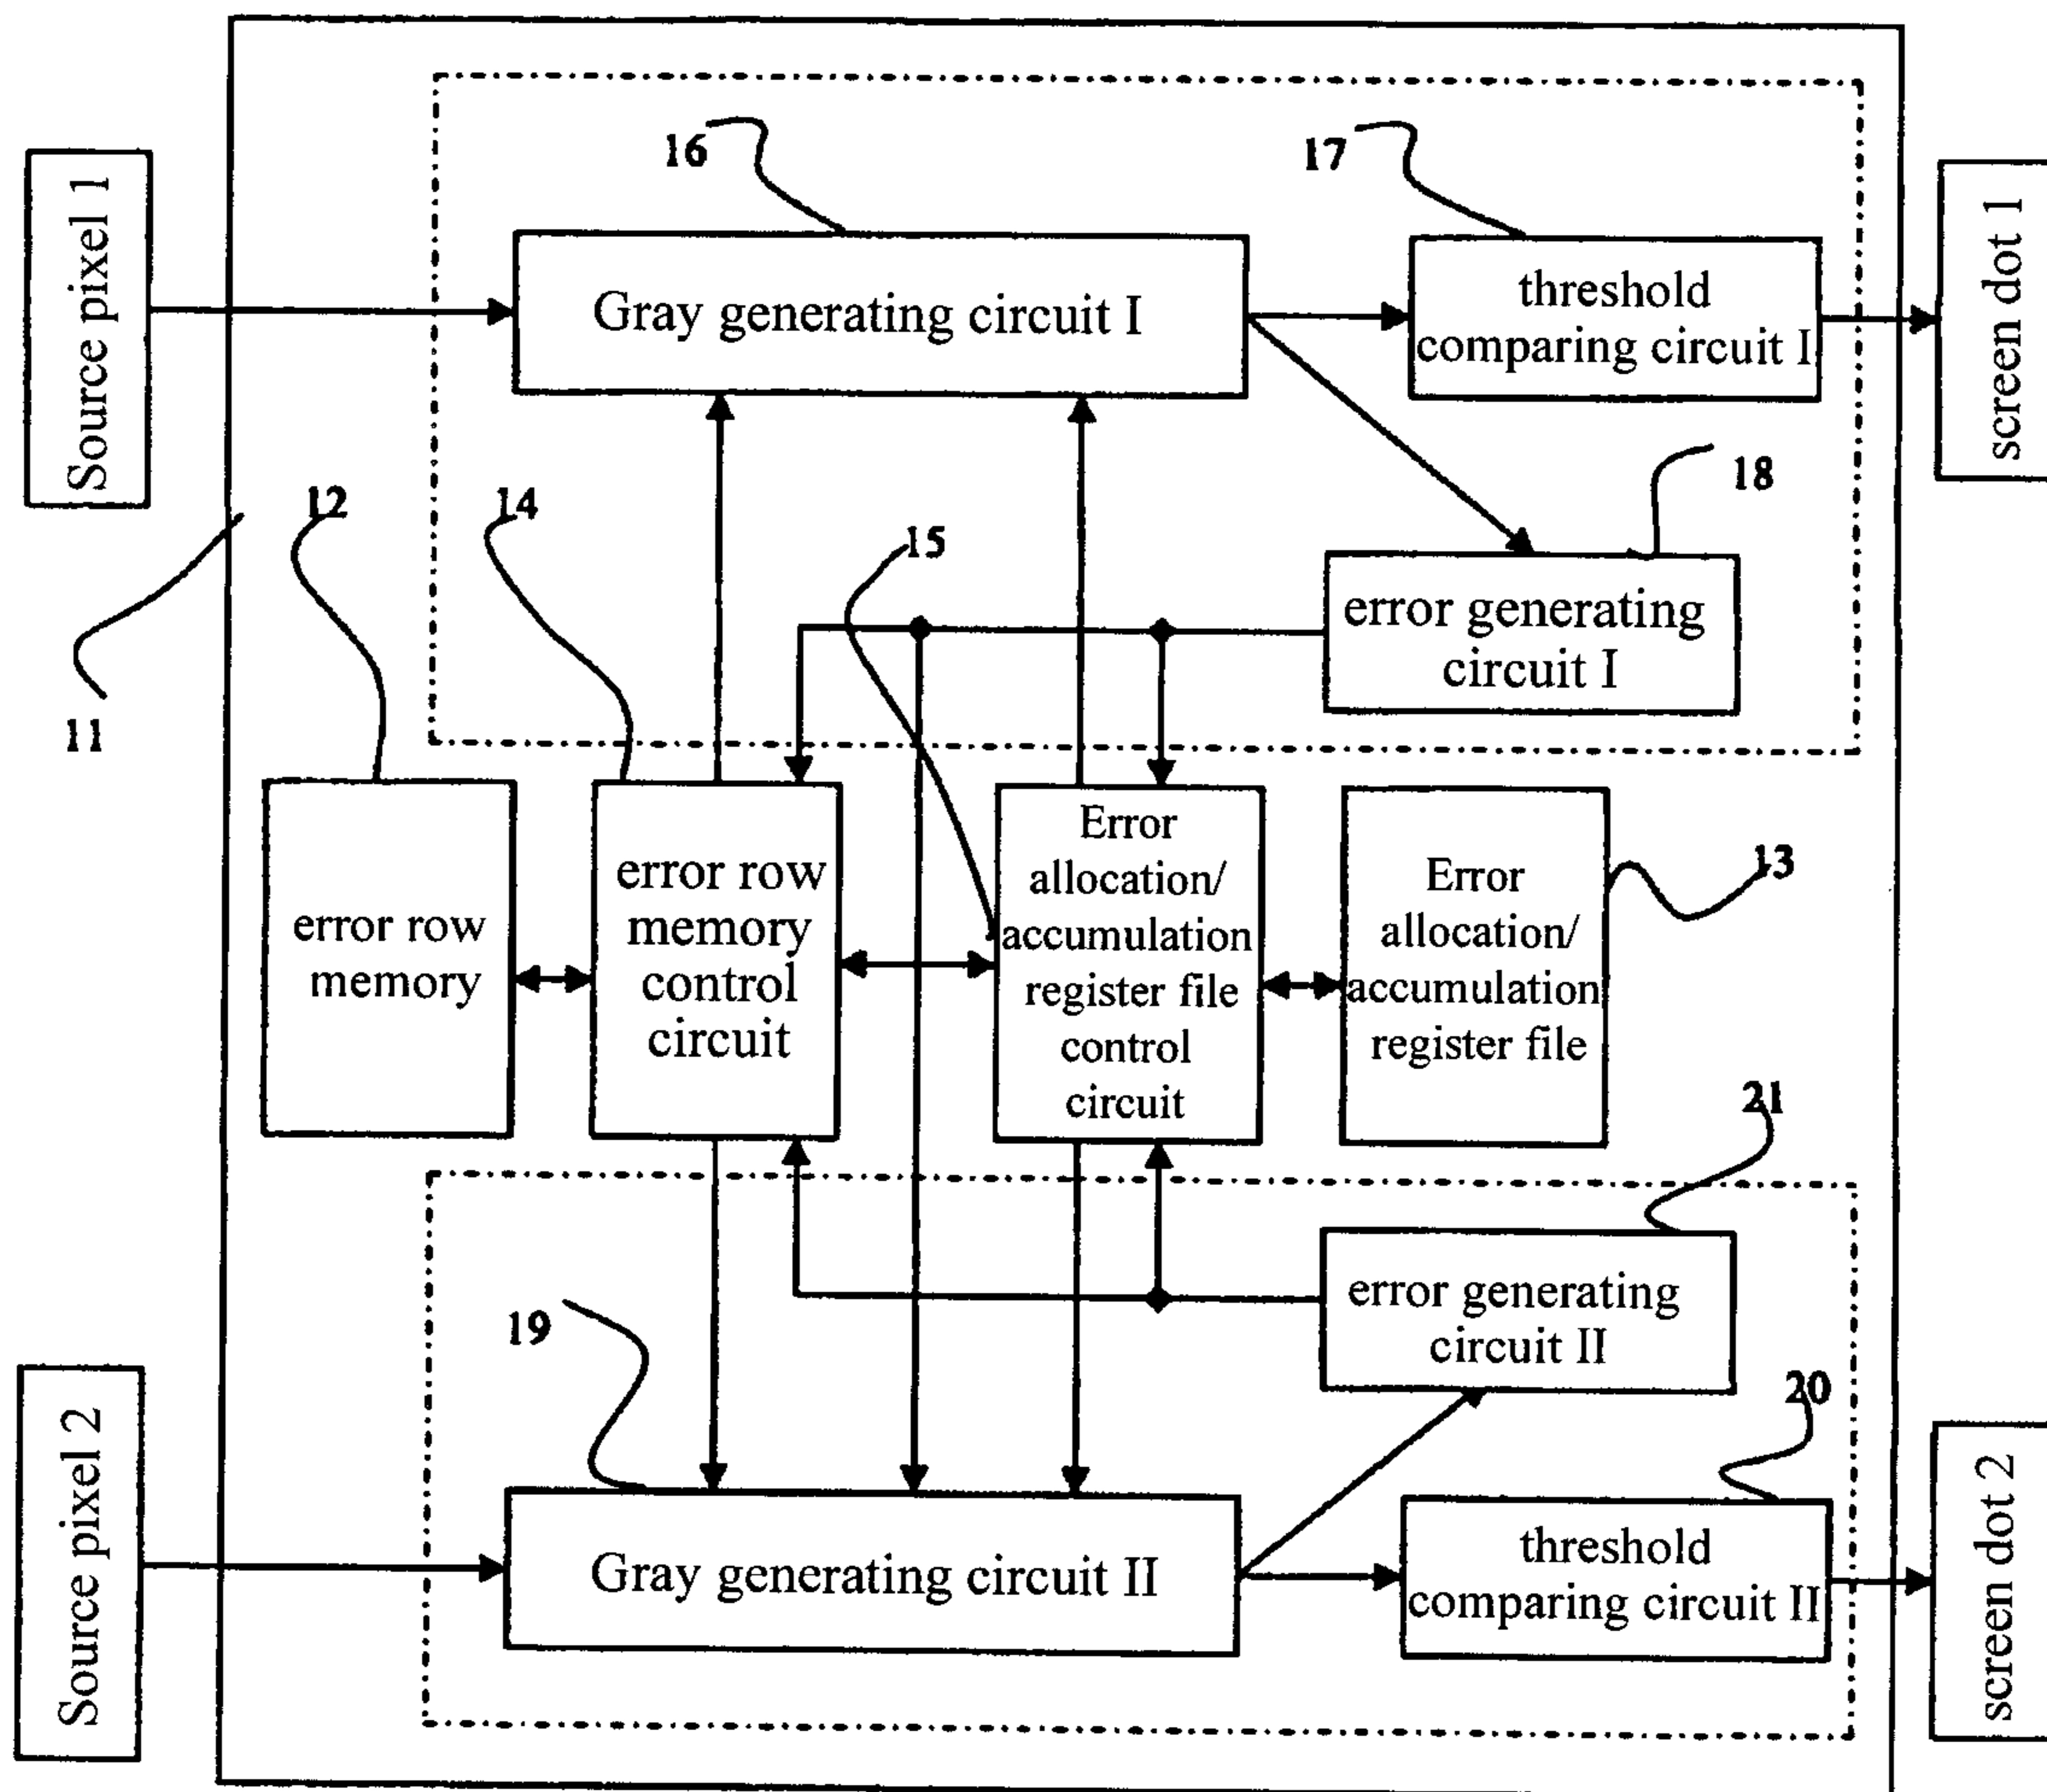 16
17
Source pixel 1
Gray generating circuit I
threshold
comparing circuit I
screen dot 1
12
14
15
18
11
error generating
circuit I
error row
memory
error row
memory
control
circuit
Error
allocation/
accumulation
register file
control
circuit
Error
allocation/
accumulation
register file
13
21
19
error generating
circuit II
20
Source pixel 2
Gray generating circuit II
threshold
comparing circuit II
screen dot 2